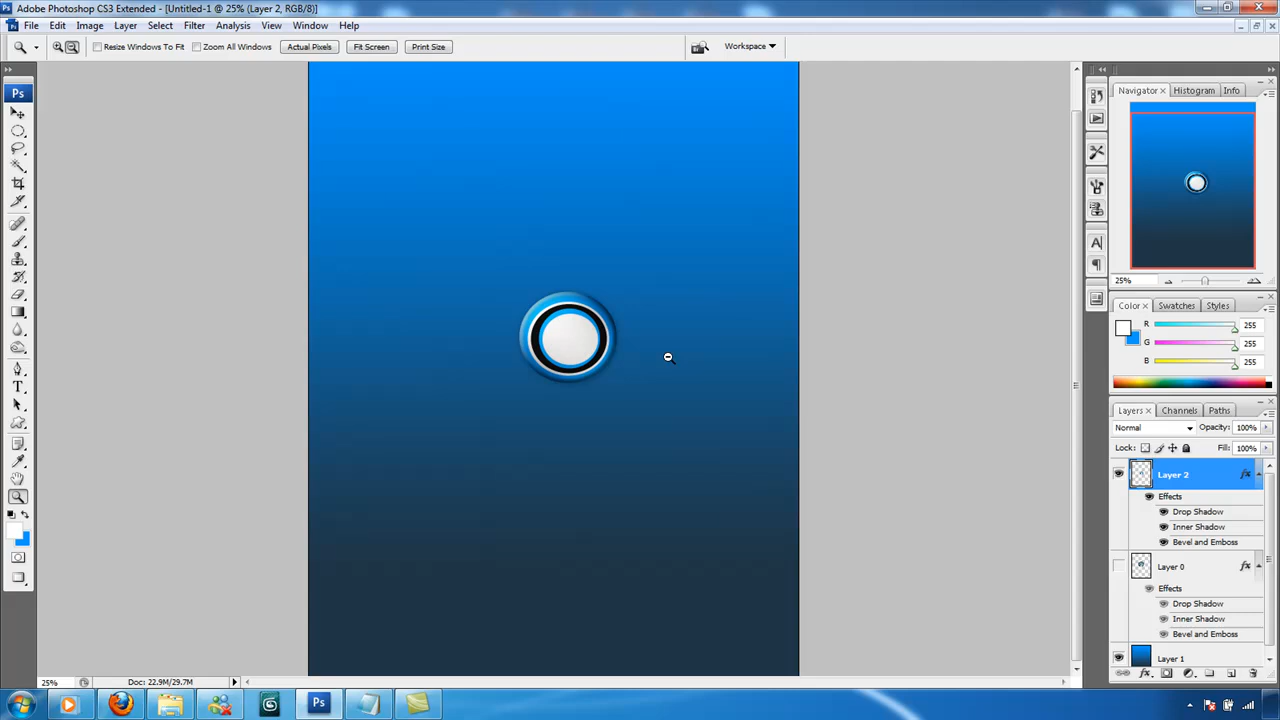 Adobe Photoshop CS3 Extended - [Untitled-1 @ 25% (Layer 2, RGB/8)]
File Edit Image Layer Select Filter Analysis View Window Help
Resize Windows To Fit Zoom All Windows Actual Pixels Fit Screen Print Size Workspace
Ps
Navigator Histogram Info
25%
Color Swatches Styles
R 255
G 255
B 255
Layers Channels Paths
Normal Opacity: 100%
Lock: Fill: 100%
Layer 2 fx
Effects
Drop Shadow
Inner Shadow
Bevel and Emboss
Layer 0 fx
Effects
Drop Shadow
Inner Shadow
Bevel and Emboss
Layer 1
25% Doc: 22.9M/29.7M
Ps